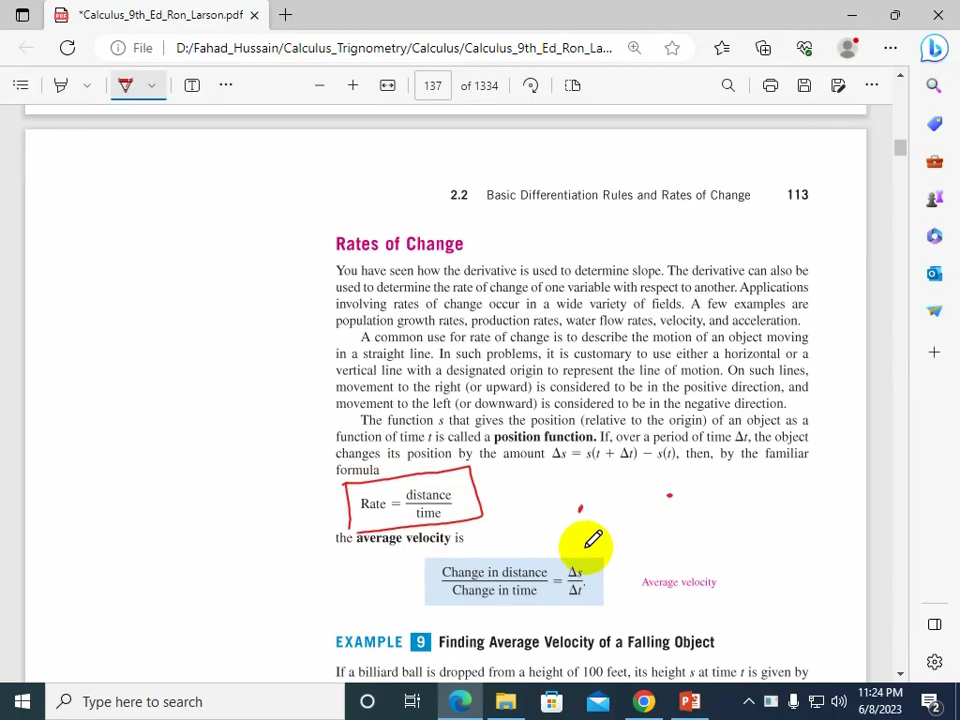 *Calculus_9th_Ed_Ron_Larson.pdf
File
D:/Fahad_Hussain/Calculus_Trignometry/Calculus/Calculus_9th_Ed_Ron_La...
137 of 1334
2.2 Basic Differentiation Rules and Rates of Change 113
Rates of Change
You have seen how the derivative is used to determine slope. The derivative can also be
used to determine the rate of change of one variable with respect to another. Applications
involving rates of change occur in a wide variety of fields. A few examples are
population growth rates, production rates, water flow rates, velocity, and acceleration.
A common use for rate of change is to describe the motion of an object moving
in a straight line. In such problems, it is customary to use either a horizontal or a
vertical line with a designated origin to represent the line of motion. On such lines,
movement to the right (or upward) is considered to be in the positive direction, and
movement to the left (or downward) is considered to be in the negative direction.
The function s that gives the position (relative to the origin) of an object as a
function of time t is called a position function. If, over a period of time Δt, the object
changes its position by the amount Δs = s(t + Δt) − s(t), then, by the familiar
formula
Rate = distance
time
the average velocity is
Change in distance = Δs
Change in time Δt.
Average velocity
EXAMPLE 9 Finding Average Velocity of a Falling Object
If a billiard ball is dropped from a height of 100 feet, its height s at time t is given by
Type here to search
11:24 PM
6/8/2023
2